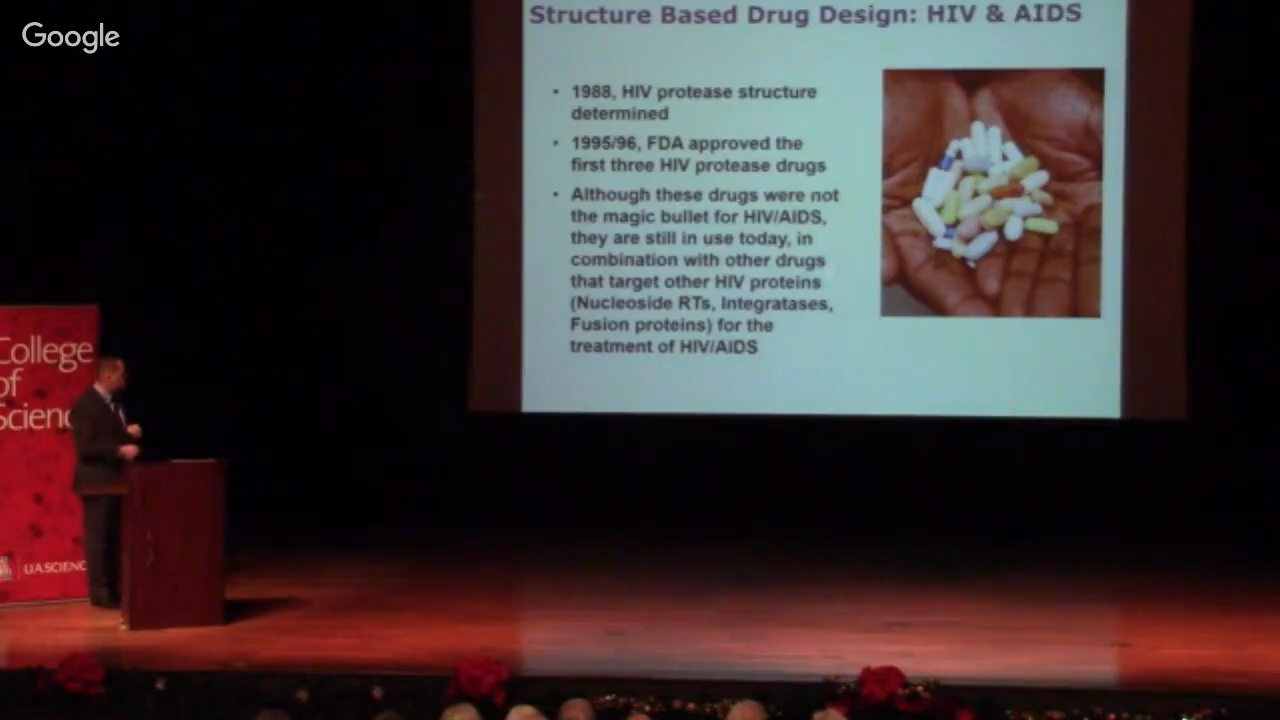 Google
Structure Based Drug Design: HIV & AIDS
• 1988, HIV protease structure
determined
• 1995/96, FDA approved the
first three HIV protease drugs
• Although these drugs were not
the magic bullet for HIV/AIDS,
they are still in use today, in
combination with other drugs
that target other HIV proteins
(Nucleoside RTs, Integratases,
Fusion proteins) for the
treatment of HIV/AIDS
College
of
Scienc
UA SCIENC